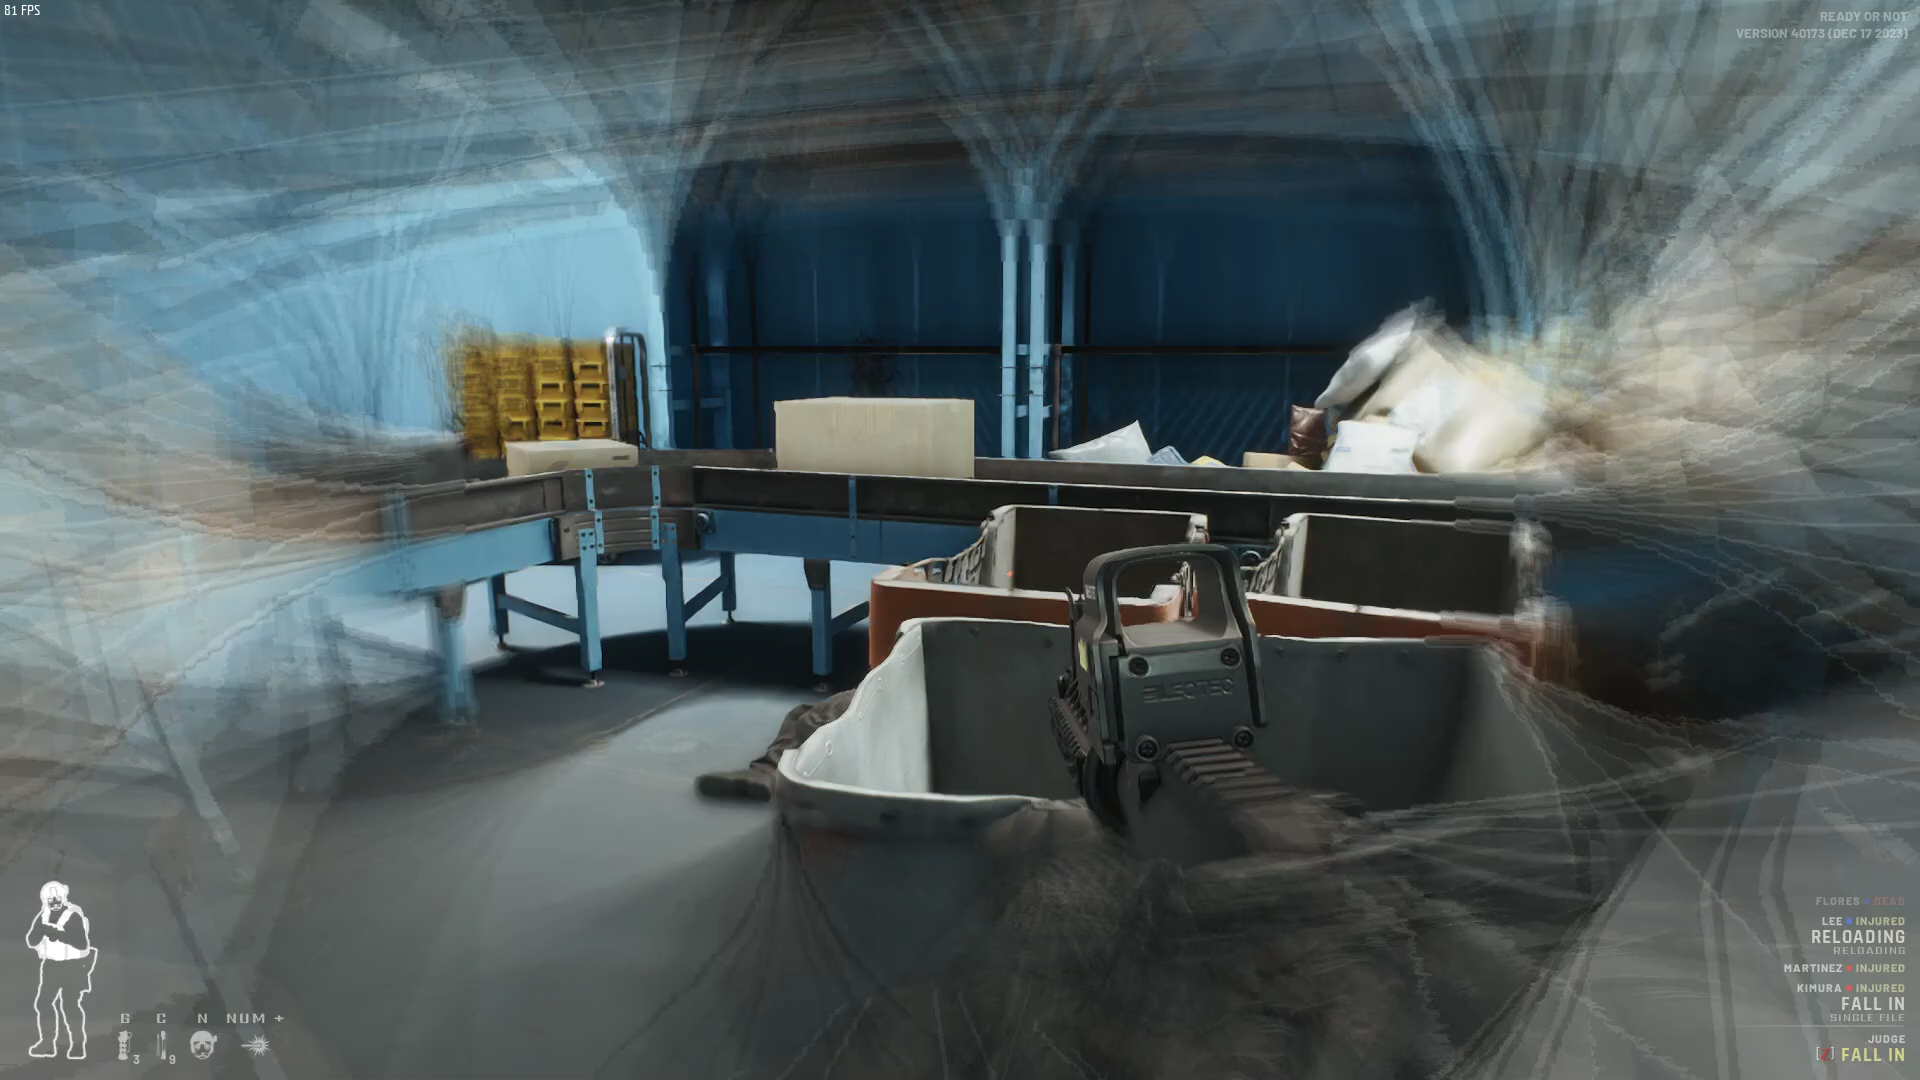 81 FPS
READY OR NOT
VERSION 40173 (DEC 17 2023)
ELECTEC
FLORES DEAD
LEE INJURED
RELOADING
RELOADING
MARTINEZ INJURED
KIMURA INJURED
FALL IN
SINGLE FILE
JUDGE
[Z] FALL IN
G C N NUM +
3 9